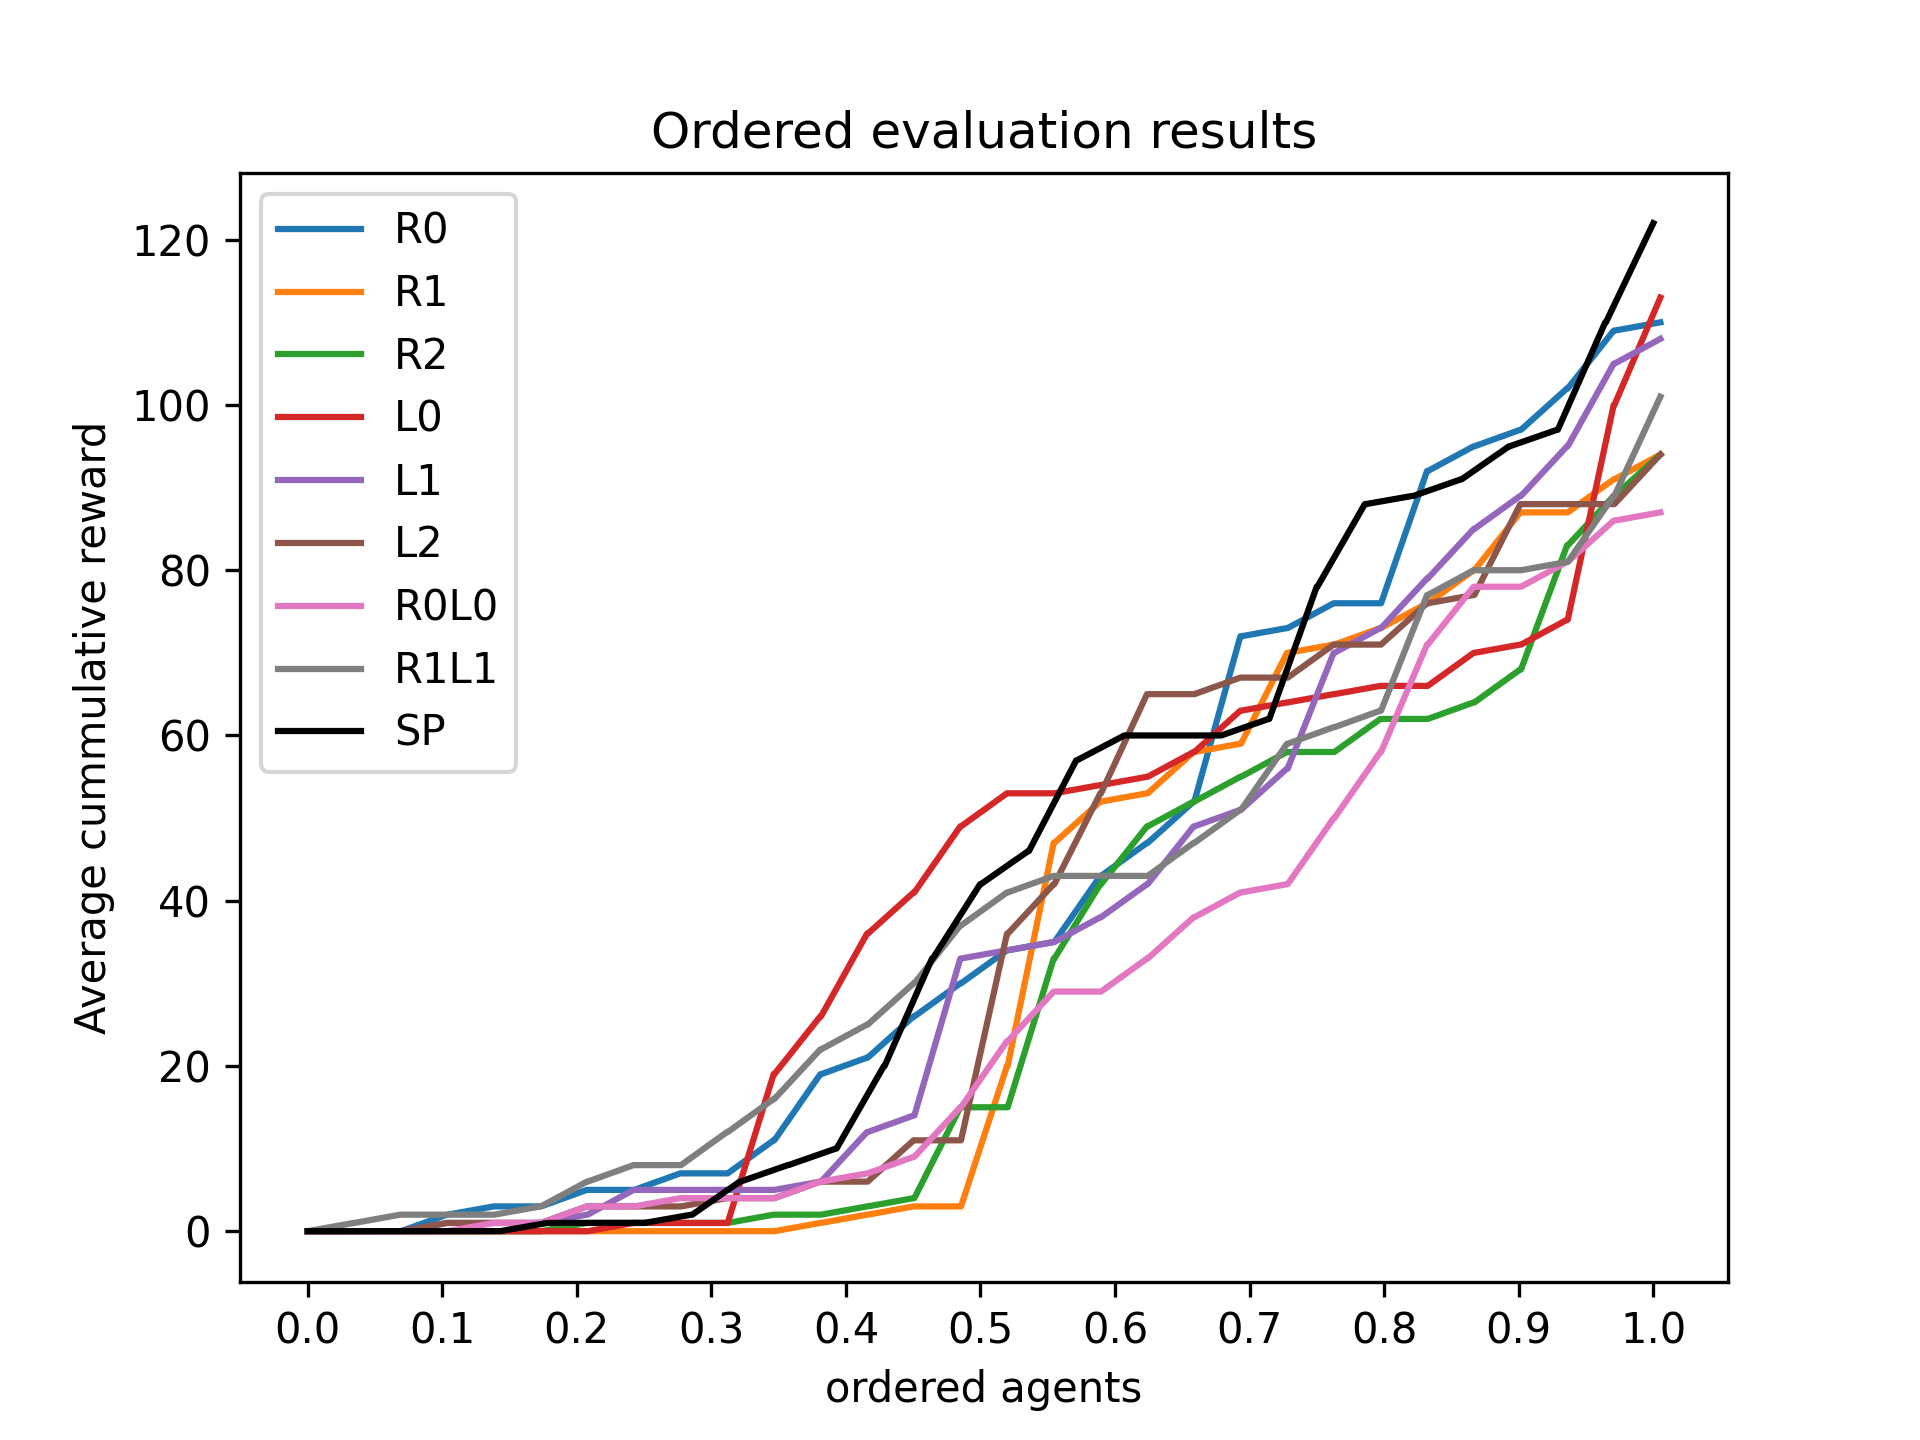 Ordered evaluation results
R0
R1
R2
L0
L1
L2
R0L0
R1L1
SP
120
100
80
60
40
20
0
Average cummulative reward
0.0 0.1 0.2 0.3 0.4 0.5 0.6 0.7 0.8 0.9 1.0
ordered agents